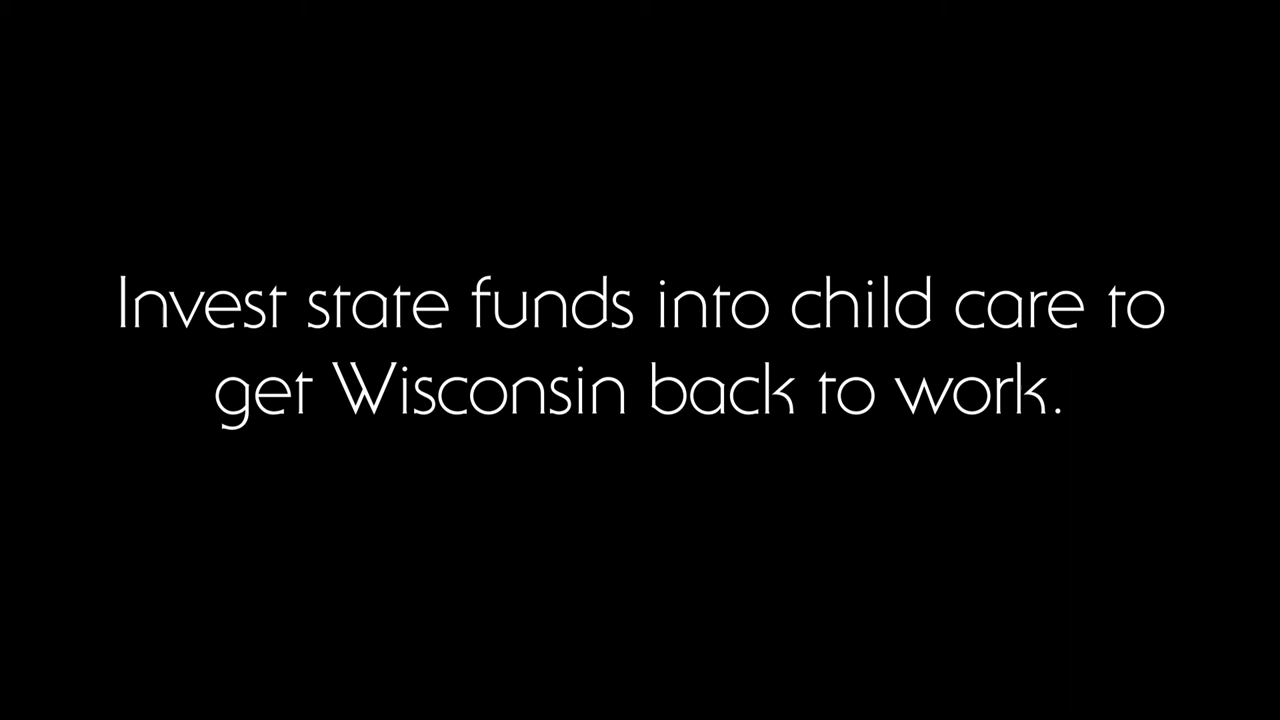 Invest state funds into child care to
get Wisconsin back to work.